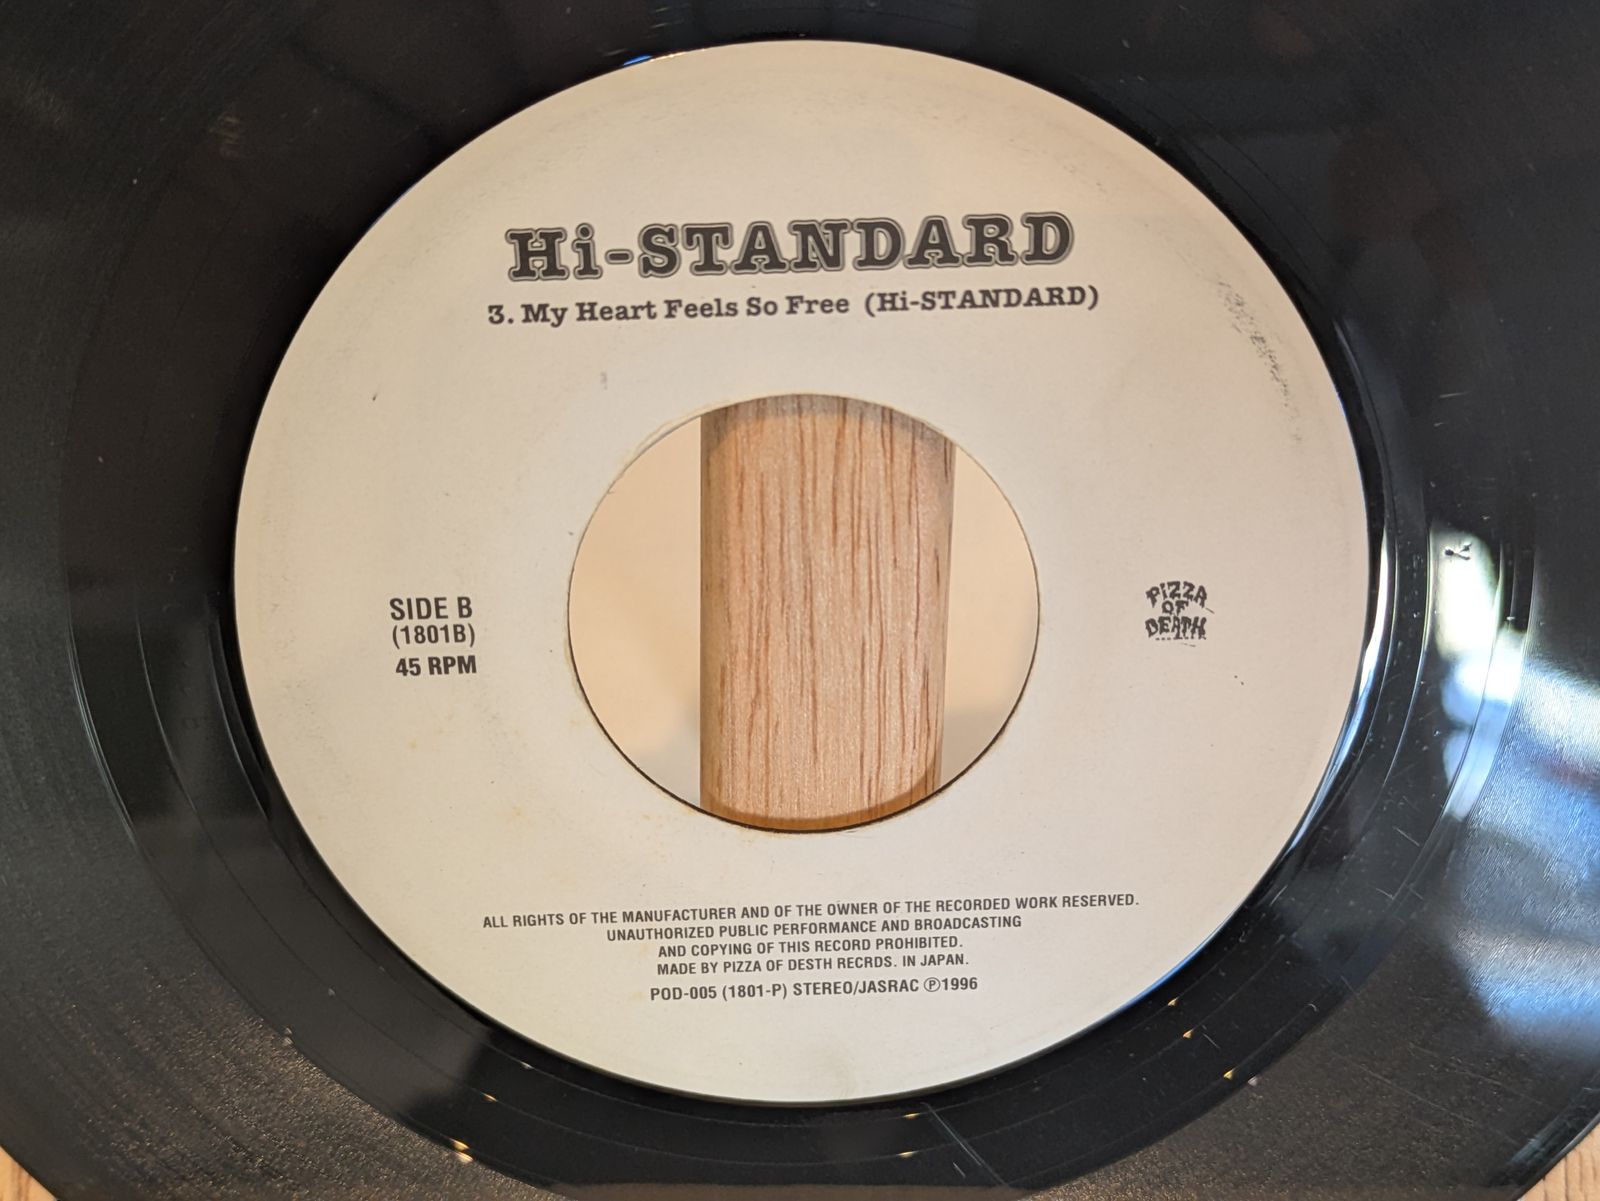 Hi-STANDARD
3. My Heart Feels So Free (Hi-STANDARD)
SIDE B
(1801B)
45 RPM
PIZZA
OF
DEATH
ALL RIGHTS OF THE MANUFACTURER AND OF THE OWNER OF THE RECORDED WORK RESERVED.
UNAUTHORIZED PUBLIC PERFORMANCE AND BROADCASTING
AND COPYING OF THIS RECORD PROHIBITED.
MADE BY PIZZA OF DESTH RECRDS. IN JAPAN.
POD-005 (1801-P) STEREO/JASRAC ℗1996